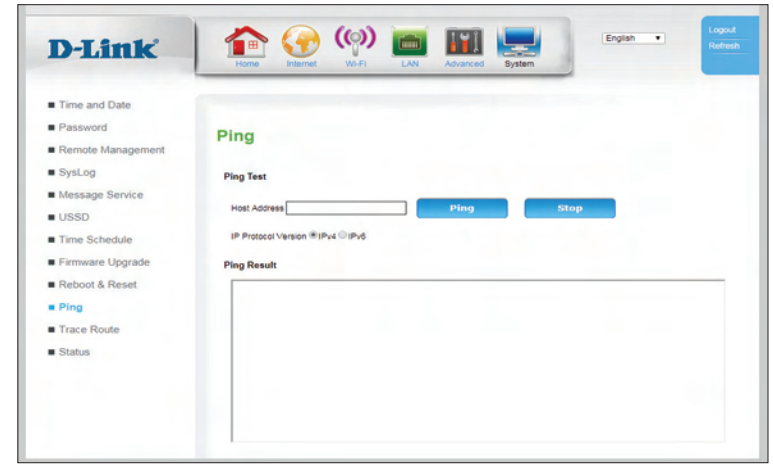 D-Link
Home Internet Wi-Fi LAN Advanced System
English
Logout
Refresh
Time and Date
Password
Remote Management
SysLog
Message Service
USSD
Time Schedule
Firmware Upgrade
Reboot & Reset
Ping
Trace Route
Status
Ping
Ping Test
Host Address Ping Stop
IP Protocol Version IPv4 IPv6
Ping Result